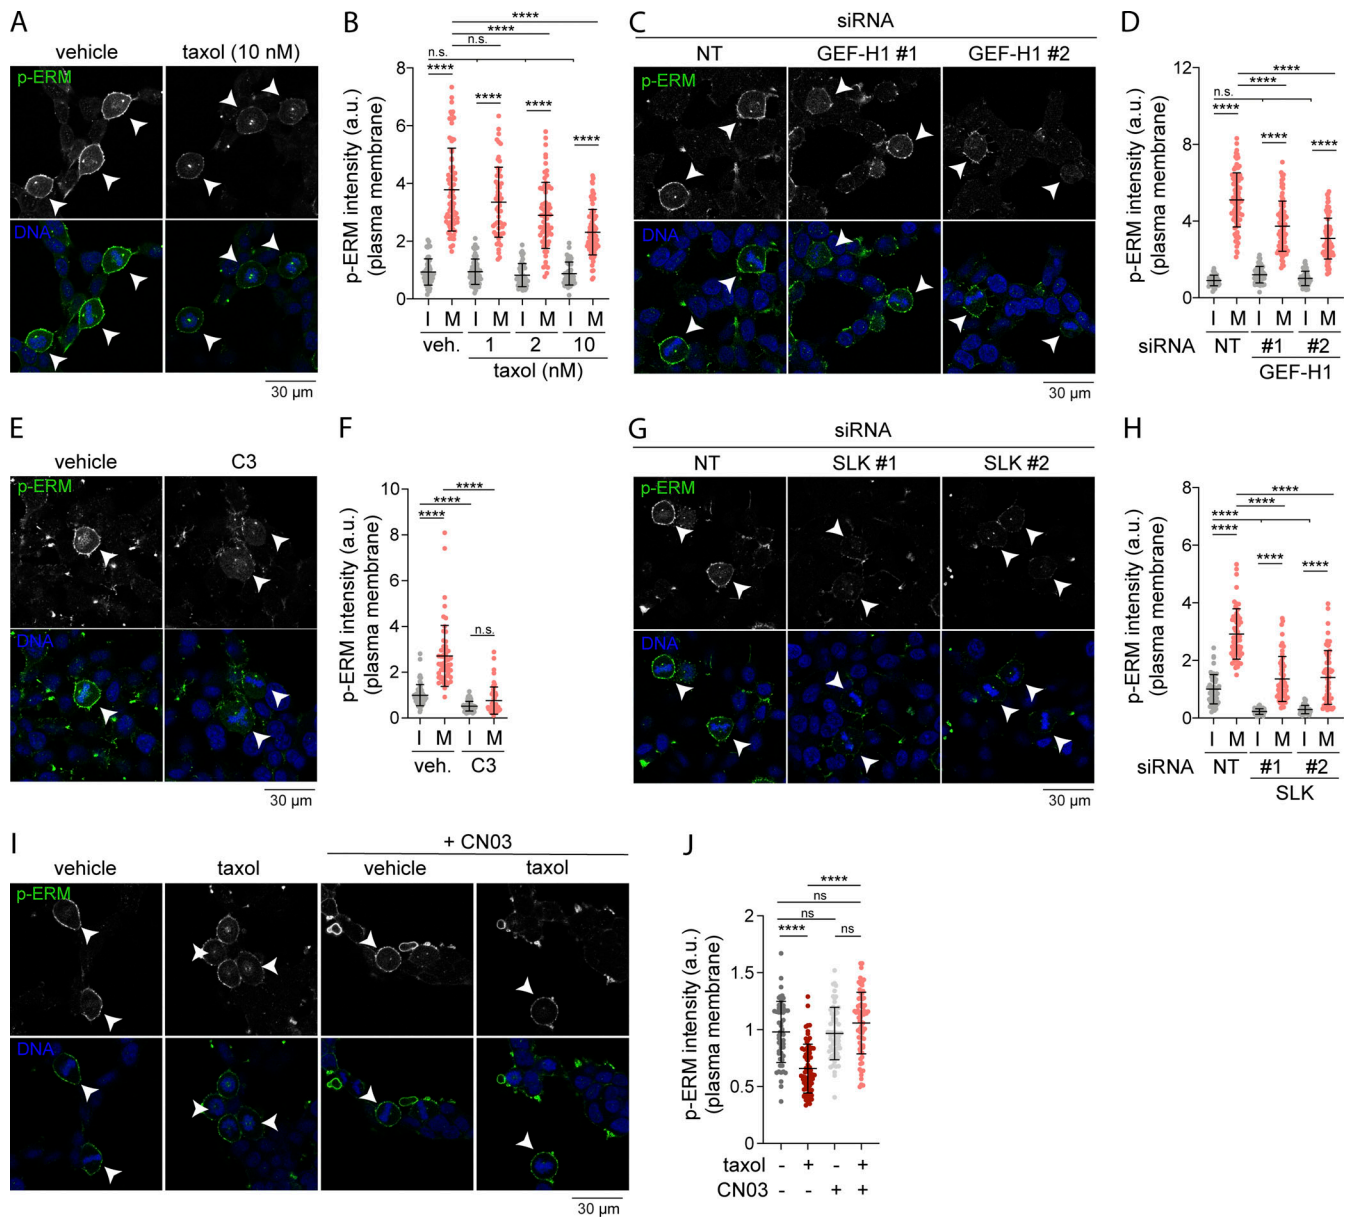 A
vehicle
taxol (10 nM)
p-ERM
DNA
30 µm
B
p-ERM intensity (a.u.)
(plasma membrane)
8
6
4
2
0
****
****
n.s.
n.s.
****
****
****
****
I M I M I M I M
veh. 1 2 10
taxol (nM)
C
siRNA
NT
GEF-H1 #1
GEF-H1 #2
p-ERM
DNA
30 µm
D
p-ERM intensity (a.u.)
(plasma membrane)
12
8
4
0
****
****
n.s.
****
****
****
I M I M I M
siRNA NT #1 #2
GEF-H1
E
vehicle
C3
p-ERM
DNA
30 µm
F
p-ERM intensity (a.u.)
(plasma membrane)
10
8
6
4
2
0
****
****
****
n.s.
I M I M
veh. C3
G
siRNA
NT
SLK #1
SLK #2
p-ERM
DNA
30 µm
H
p-ERM intensity (a.u.)
(plasma membrane)
8
6
4
2
0
****
****
****
****
****
****
I M I M I M
siRNA NT #1 #2
SLK
I
+ CN03
vehicle
taxol
vehicle
taxol
p-ERM
DNA
30 µm
J
p-ERM intensity (a.u.)
(plasma membrane)
2
1.5
1
0.5
0
****
ns
ns
****
ns
taxol - + - +
CN03 - - + +